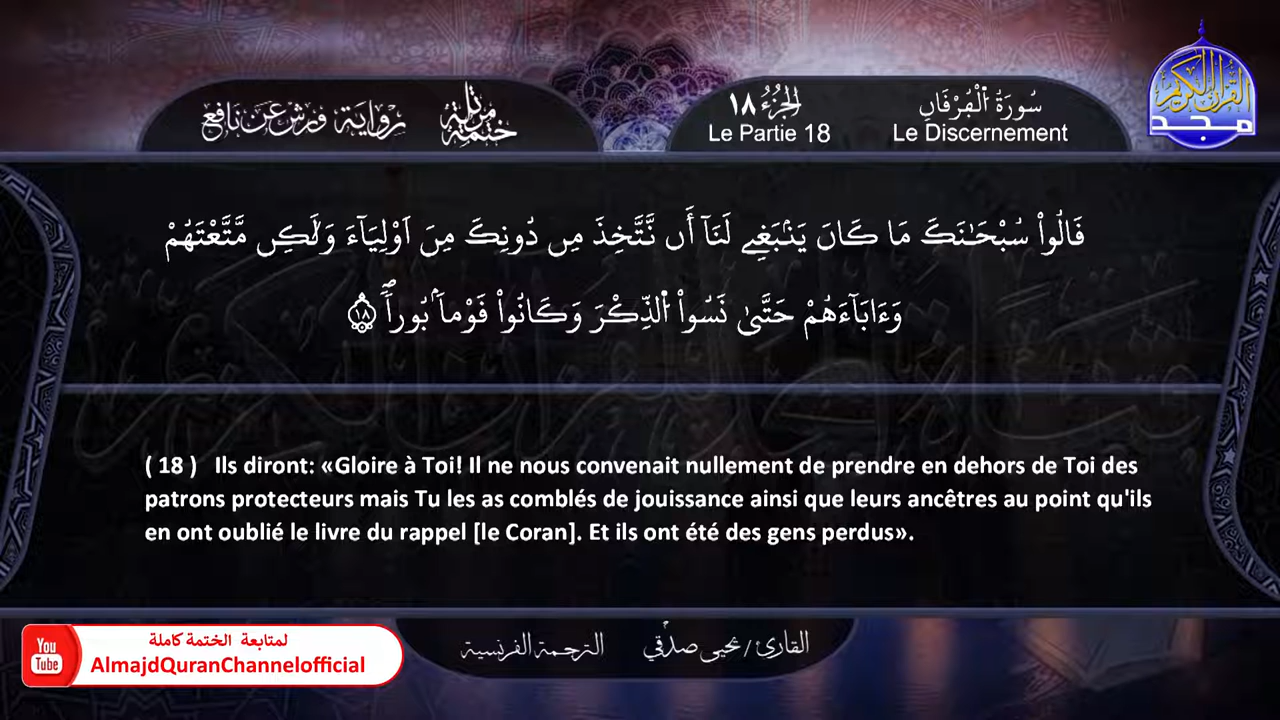 ختمة مرتلة
رواية ورش عن نافع
سُورَةُ اُ۬لْفُرْقَانِ
Le Discernement
الجُزْءُ ١٨
Le Partie 18
القرآن الكريم
مجد
قَالُواْ سُبْحَٰنَكَ مَا كَانَ يَنۢبَغِے لَنَآ أَن نَّتَّخِذَ مِن دُونِكَ مِنَ اَوْلِيَآءَ وَلَٰكِن مَّتَّعْتَهُمْ
وَءَابَآءَهُمْ حَتَّىٰ نَسُواْ اُ۬لذِّكْرَ وَكَانُواْ قَوْماَۢ بُوراٗۖ ١٨
( 18 ) Ils diront: «Gloire à Toi! Il ne nous convenait nullement de prendre en dehors de Toi des
patrons protecteurs mais Tu les as comblés de jouissance ainsi que leurs ancêtres au point qu'ils
en ont oublié le livre du rappel [le Coran]. Et ils ont été des gens perdus».
القارئ / يحيى صدقي
الترجمة الفرنسية
You
Tube
لمتابعة الختمة كاملة
AlmajdQuranChannelofficial